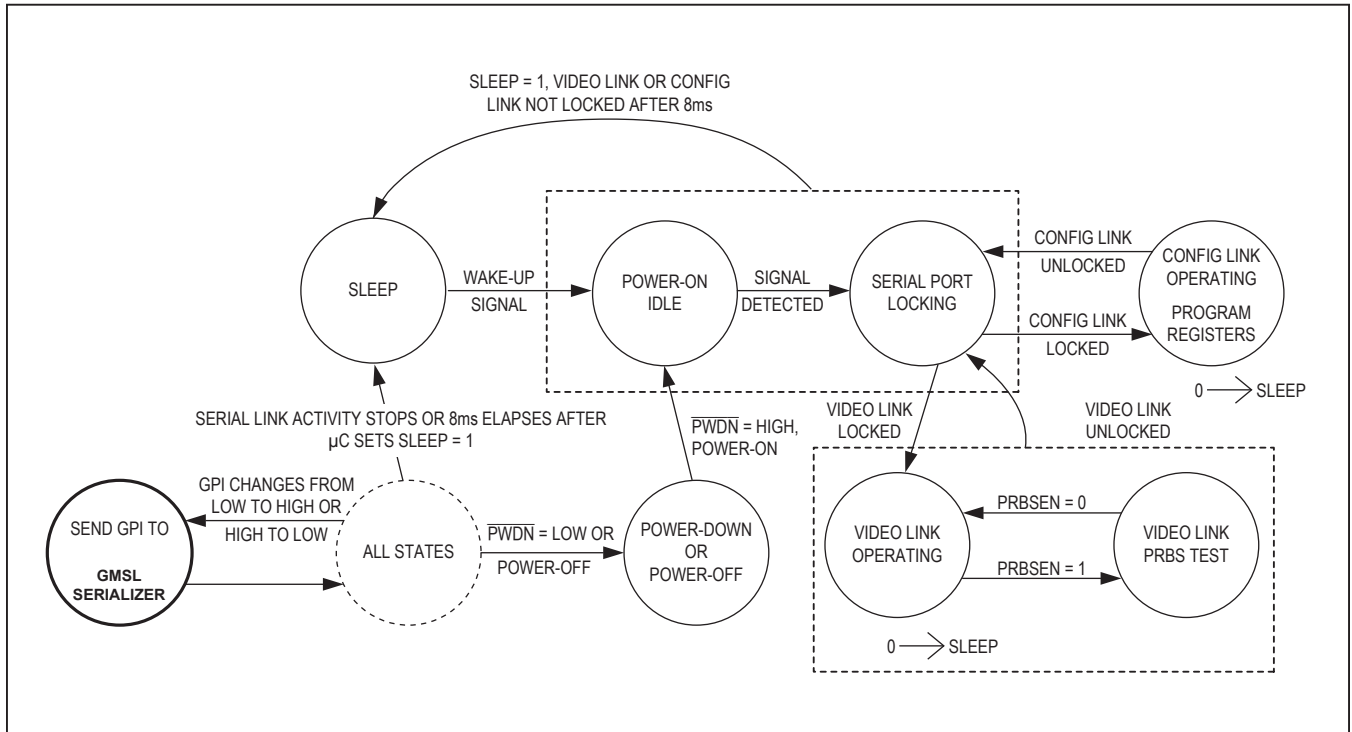 SLEEP = 1, VIDEO LINK OR CONFIG
LINK NOT LOCKED AFTER 8ms
SLEEP
WAKE-UP
SIGNAL
POWER-ON
IDLE
SIGNAL
DETECTED
SERIAL PORT
LOCKING
CONFIG LINK
UNLOCKED
CONFIG LINK
LOCKED
CONFIG LINK
OPERATING
PROGRAM
REGISTERS
0 → SLEEP
SERIAL LINK ACTIVITY STOPS OR 8ms ELAPSES AFTER
µC SETS SLEEP = 1
PWDN = HIGH,
POWER-ON
VIDEO LINK
LOCKED
VIDEO LINK
UNLOCKED
GPI CHANGES FROM
LOW TO HIGH OR
HIGH TO LOW
SEND GPI TO
GMSL
SERIALIZER
ALL STATES
PWDN = LOW OR
POWER-OFF
POWER-DOWN
OR
POWER-OFF
VIDEO LINK
OPERATING
PRBSEN = 0
PRBSEN = 1
VIDEO LINK
PRBS TEST
0 → SLEEP